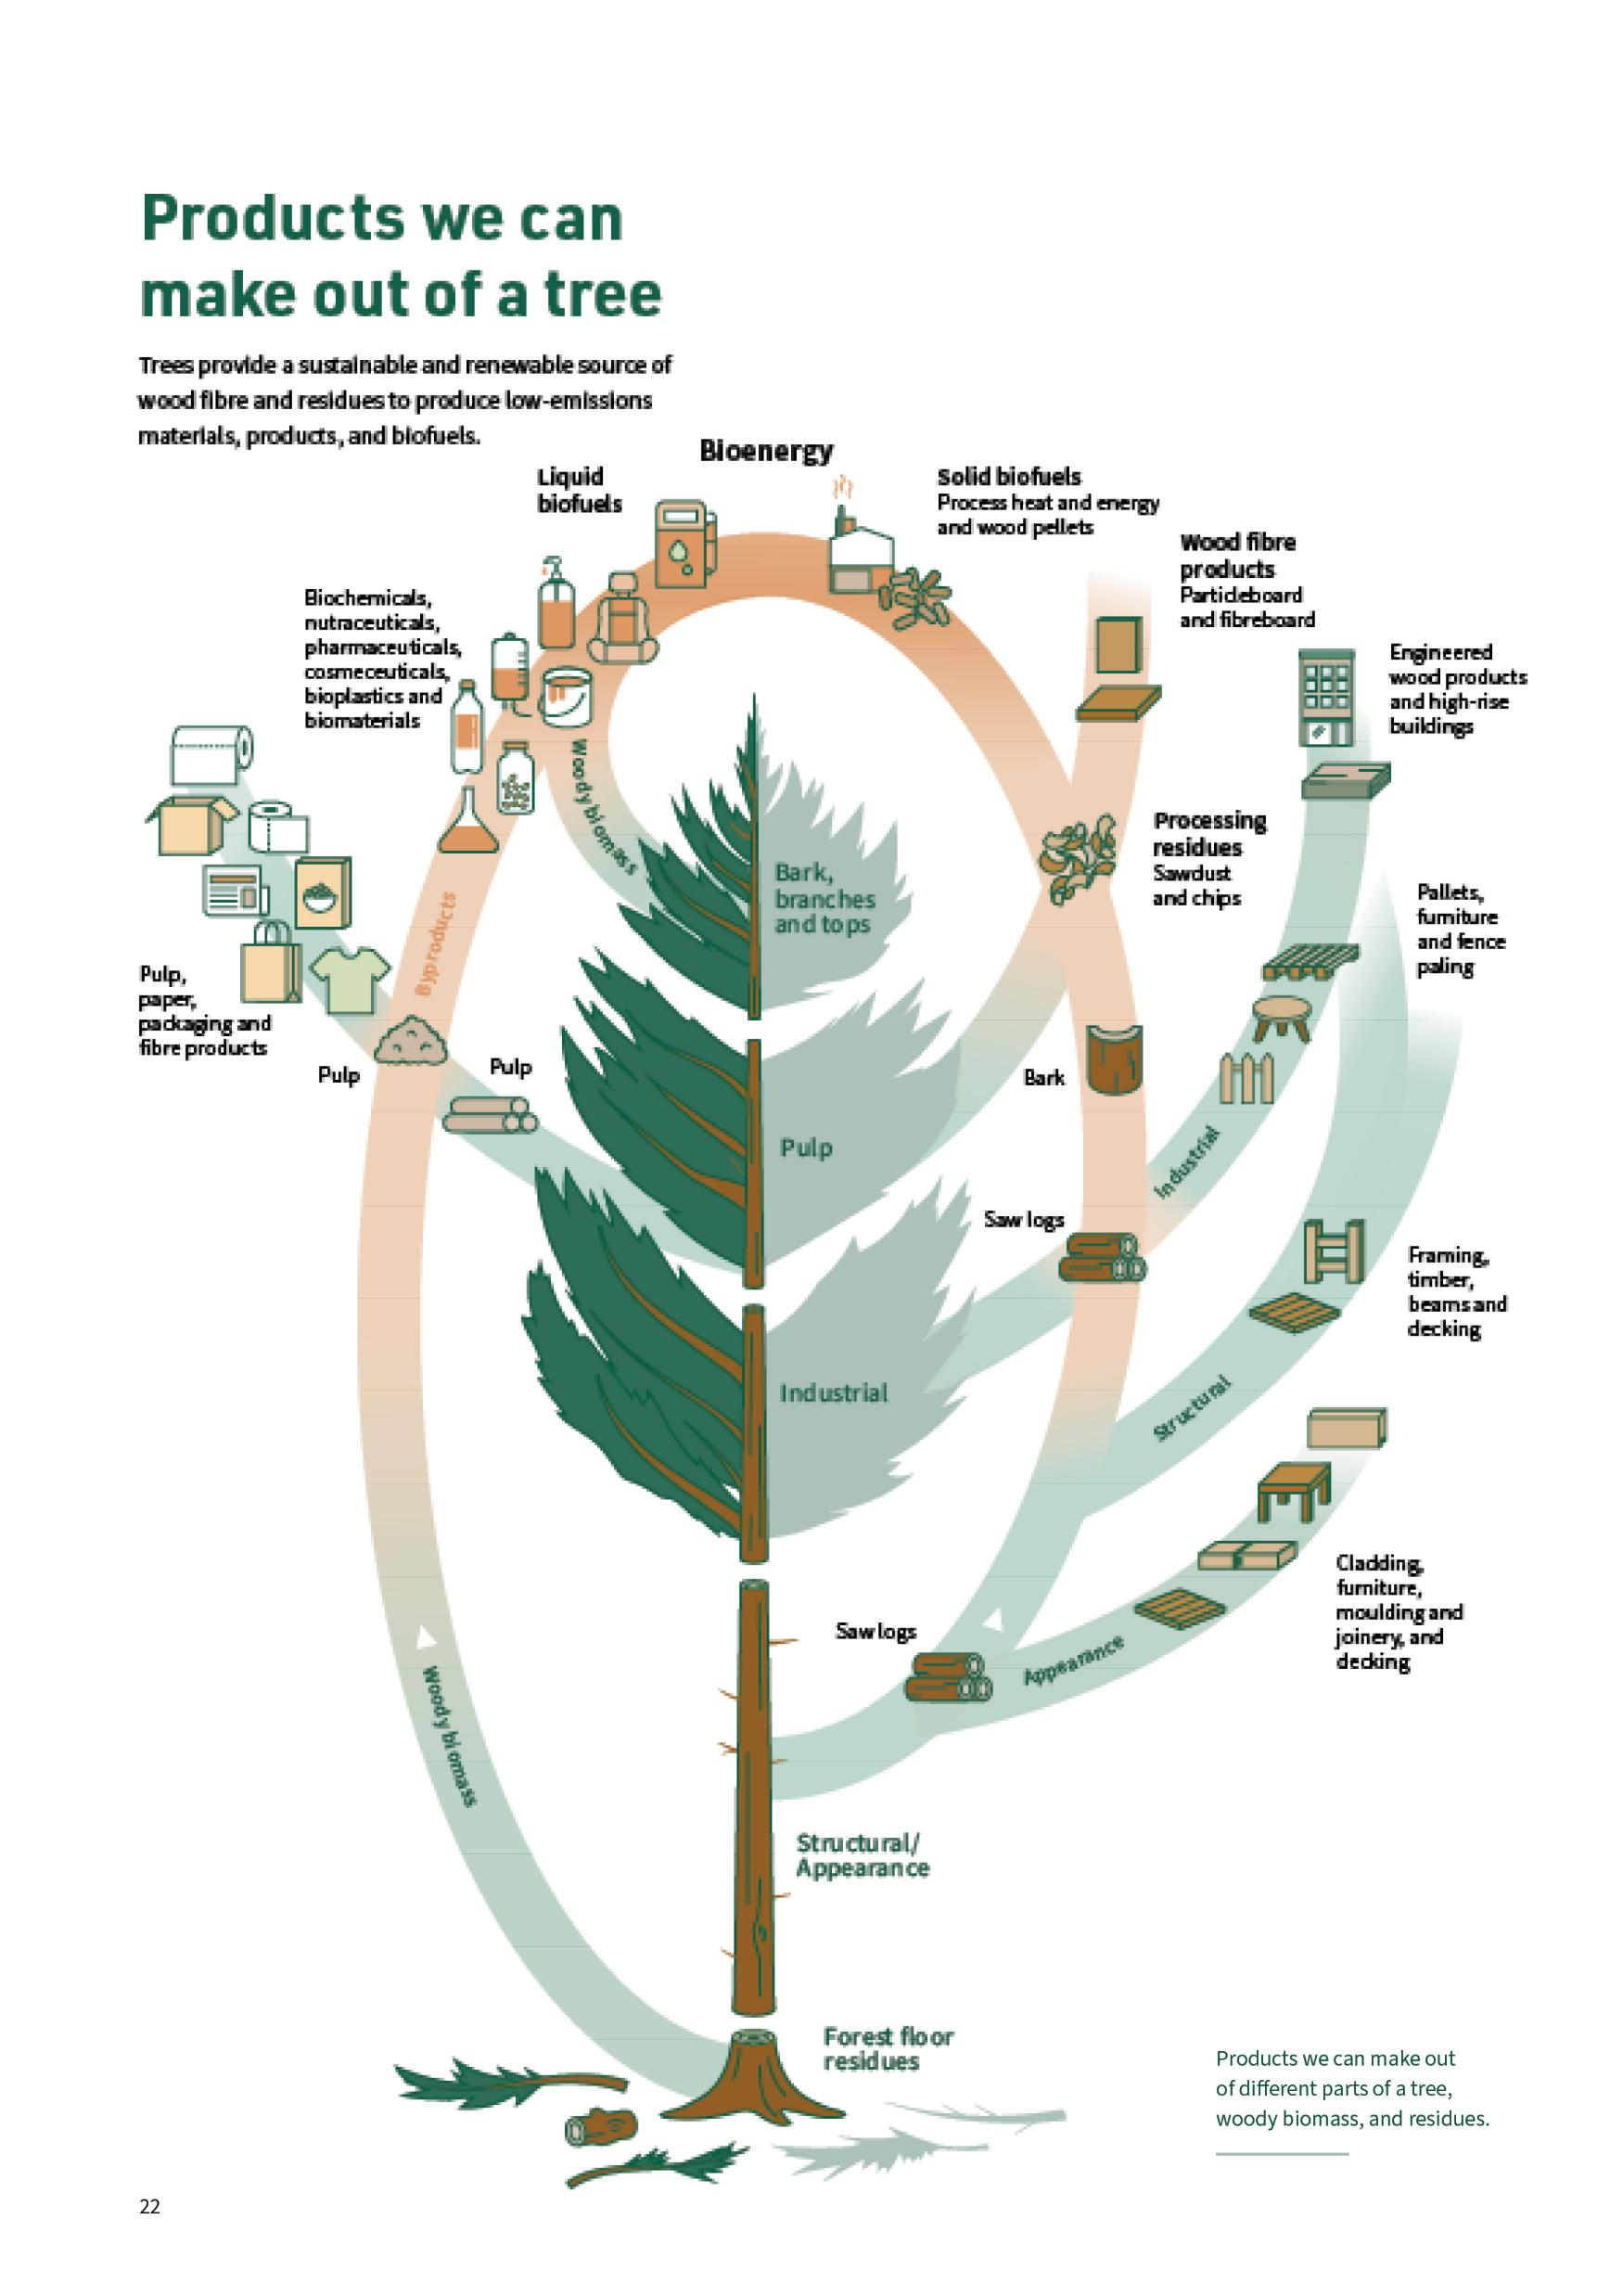 Products we can
make out of a tree
Trees provide a sustainable and renewable source of
wood fibre and residues to produce low-emissions
materials, products, and biofuels.
Bioenergy
Liquid
biofuels
Solid biofuels
Process heat and energy
and wood pellets
Wood fibre
products
Particleboard
and fibreboard
Biochemicals,
nutraceuticals,
pharmaceuticals,
cosmeceuticals,
bioplastics and
biomaterials
Engineered
wood products
and high-rise
buildings
Woody biomass
Bark,
branches
and tops
Processing
residues
Sawdust
and chips
Pallets,
furniture
and fence
paling
Byproducts
Pulp,
paper,
packaging and
fibre products
Pulp
Pulp
Bark
Pulp
Industrial
Saw logs
Framing,
timber,
beams and
decking
Industrial
Structural
Cladding,
furniture,
moulding and
joinery, and
decking
Saw logs
Appearance
Woody biomass
Structural/
Appearance
Forest floor
residues
Products we can make out
of different parts of a tree,
woody biomass, and residues.
22